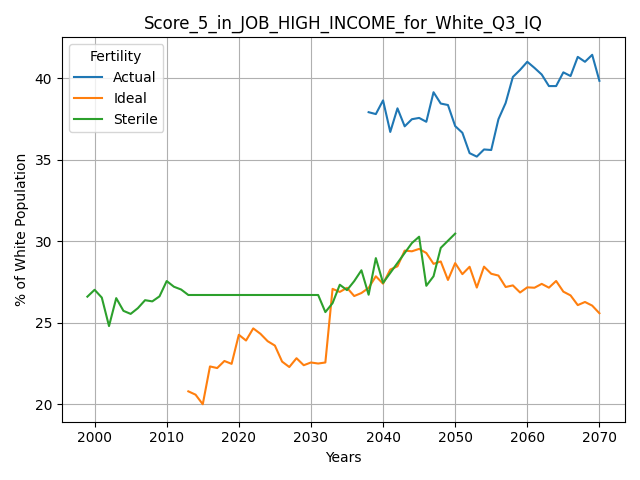 Score_5_in_JOB_HIGH_INCOME_for_White_Q3_IQ
Fertility
Actual
Ideal
Sterile
% of White Population
40
35
30
25
20
2000 2010 2020 2030 2040 2050 2060 2070
Years